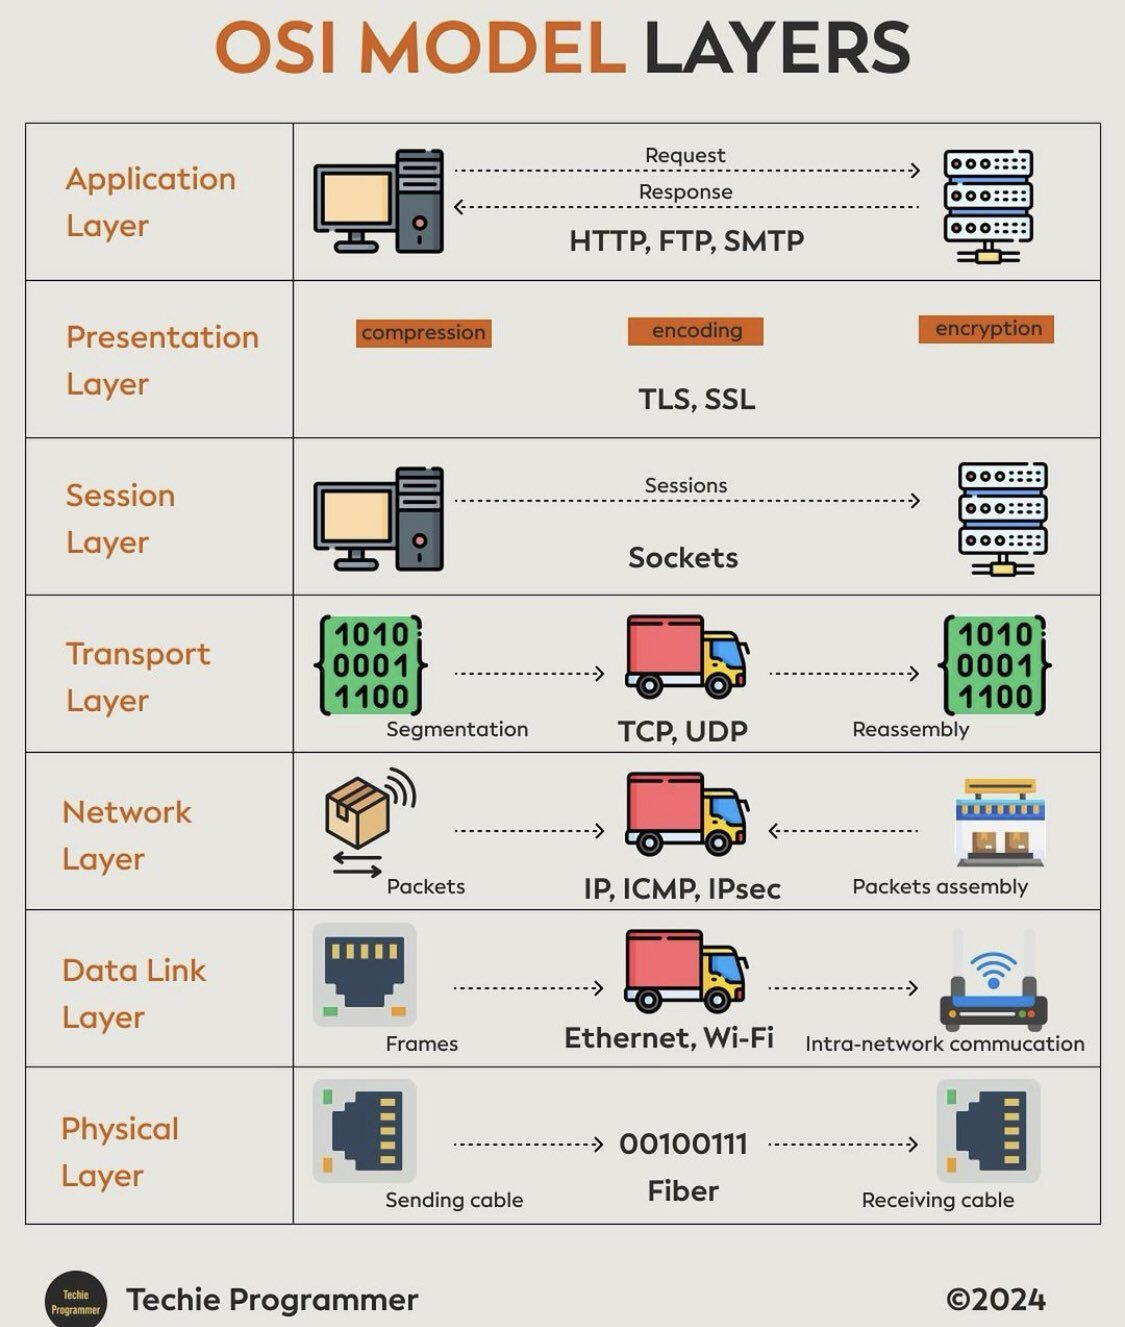 OSI MODEL LAYERS
Application
Layer
Request
Response
HTTP, FTP, SMTP
Presentation
Layer
compression
encoding
encryption
TLS, SSL
Session
Layer
Sessions
Sockets
Transport
Layer
1010
0001
1100
Segmentation
TCP, UDP
1010
0001
1100
Reassembly
Network
Layer
Packets
IP, ICMP, IPsec
Packets assembly
Data Link
Layer
Frames
Ethernet, Wi-Fi
Intra-network commucation
Physical
Layer
Sending cable
00100111
Fiber
Receiving cable
Techie
Programmer
Techie Programmer
©2024